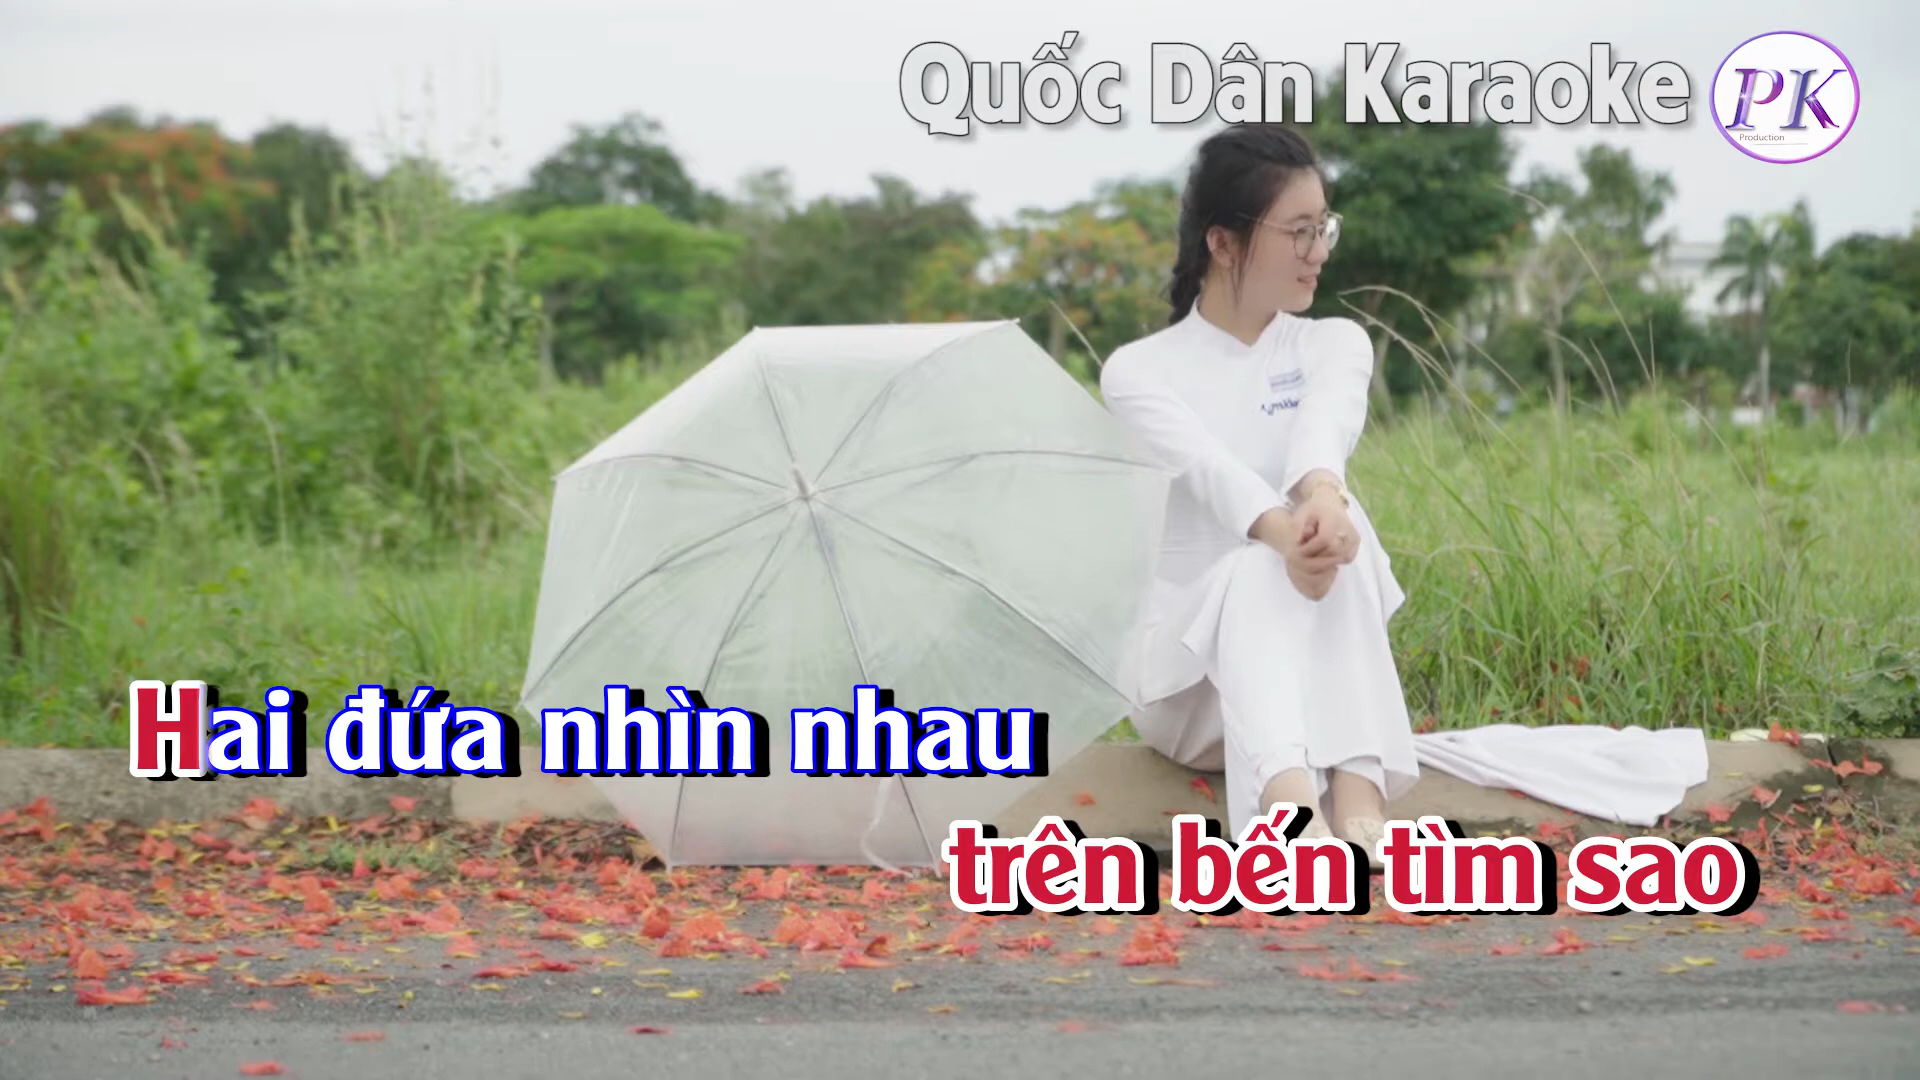 Quốc Dân Karaoke
PK
Production
Hai đứa nhìn nhau
trên bến tìm sao